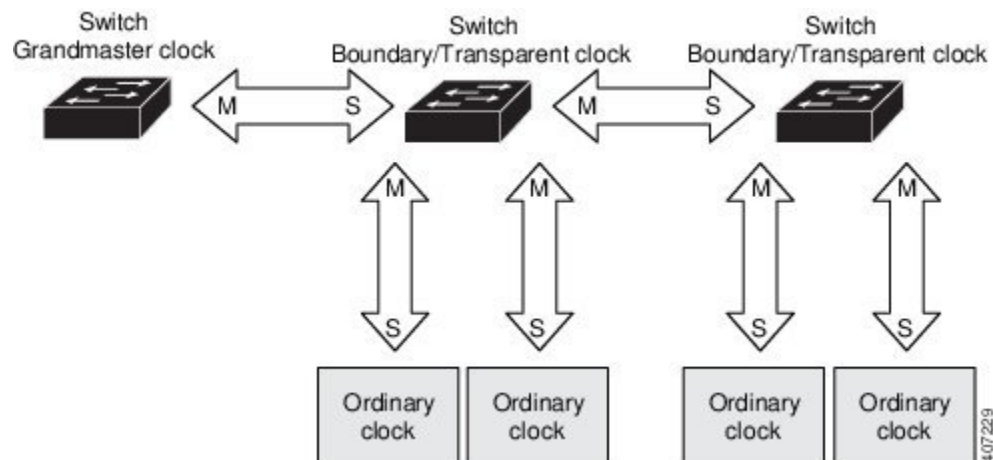 Switch
Grandmaster clock
Switch
Boundary/Transparent clock
Switch
Boundary/Transparent clock
M S
M S
M
M
M
M
S
S
S
S
Ordinary
clock
Ordinary
clock
Ordinary
clock
Ordinary
clock
407229